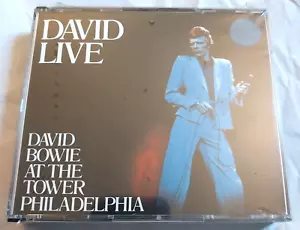 DAVID
LIVE
DAVID
BOWIE
AT THE
TOWER
PHILADELPHIA